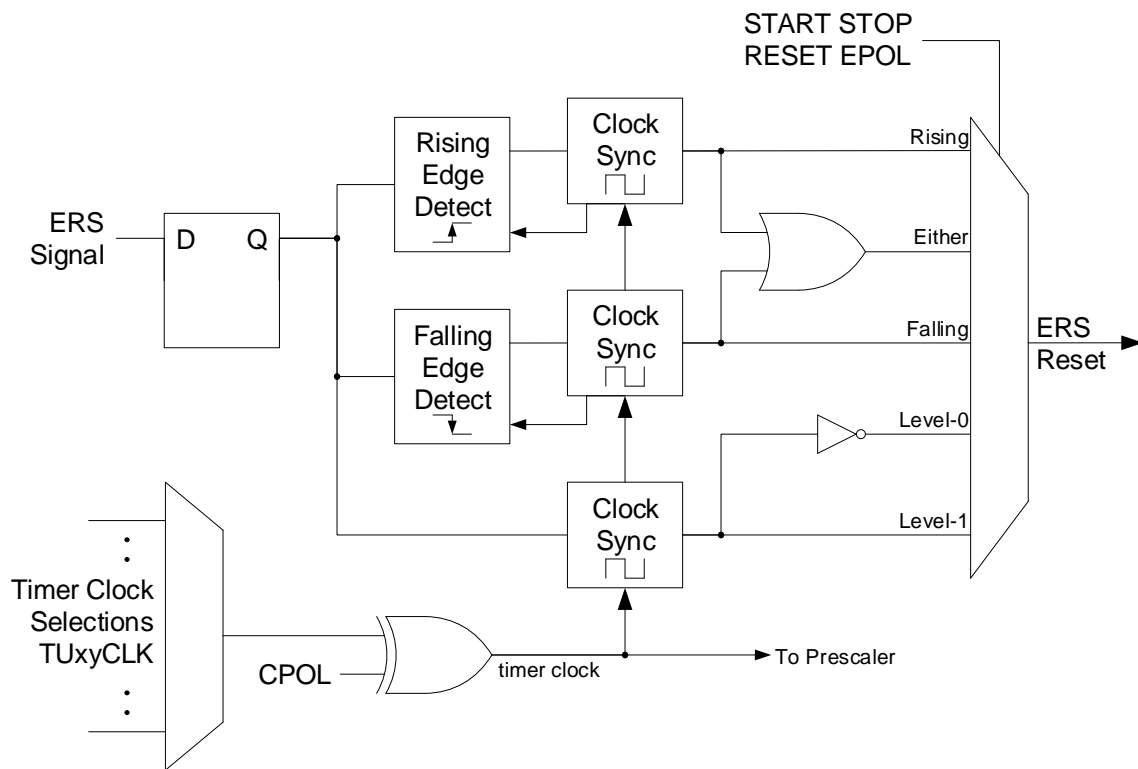 START STOP
RESET EPOL
Rising
Edge
Detect
Clock
Sync
Rising
ERS
Signal
D Q
Either
Falling
Edge
Detect
Clock
Sync
Falling
ERS
Reset
Level-0
Clock
Sync
Level-1
Timer Clock
Selections
TUxyCLK
CPOL
timer clock
To Prescaler